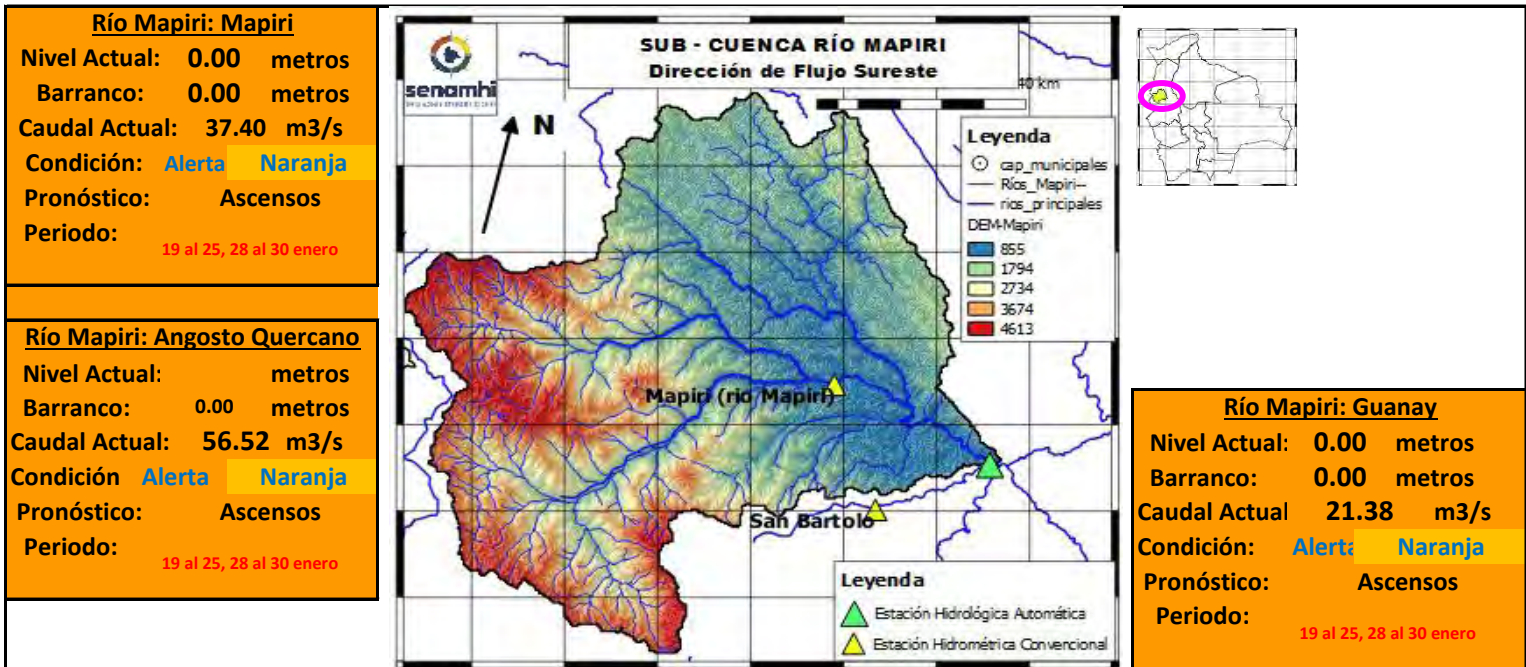 Río Mapiri: Mapiri
Nivel Actual: 0.00 metros
Barranco: 0.00 metros
Caudal Actual: 37.40 m3/s
Condición: Alerta Naranja
Pronóstico: Ascensos
Periodo:
19 al 25, 28 al 30 enero
Río Mapiri: Angosto Quercano
Nivel Actual: metros
Barranco: 0.00 metros
Caudal Actual: 56.52 m3/s
Condición Alerta Naranja
Pronóstico: Ascensos
Periodo:
19 al 25, 28 al 30 enero
senamhi
SUB - CUENCA RÍO MAPIRI
Dirección de Flujo Sureste
40 km
N
Leyenda
cap_municipales
Ríos_Mapiri--
rios_principales
DEM-Mapiri
855
1794
2734
3674
4613
Mapiri (rio Mapiri)
San Bartolo
Leyenda
Estación Hidrológica Automática
Estación Hidrométrica Convencional
Río Mapiri: Guanay
Nivel Actual: 0.00 metros
Barranco: 0.00 metros
Caudal Actual 21.38 m3/s
Condición: Alerta Naranja
Pronóstico: Ascensos
Periodo:
19 al 25, 28 al 30 enero